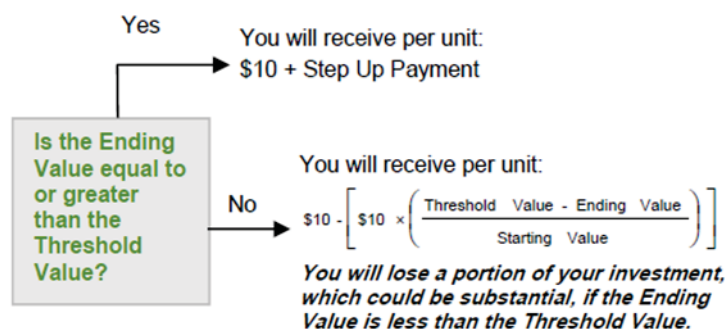 Yes
You will receive per unit:
$10 + Step Up Payment
Is the Ending
Value equal to
or greater
than the
Threshold
Value?
No
You will receive per unit:
$10 - [ $10 × ( Threshold Value - Ending Value / Starting Value ) ]
You will lose a portion of your investment,
which could be substantial, if the Ending
Value is less than the Threshold Value.